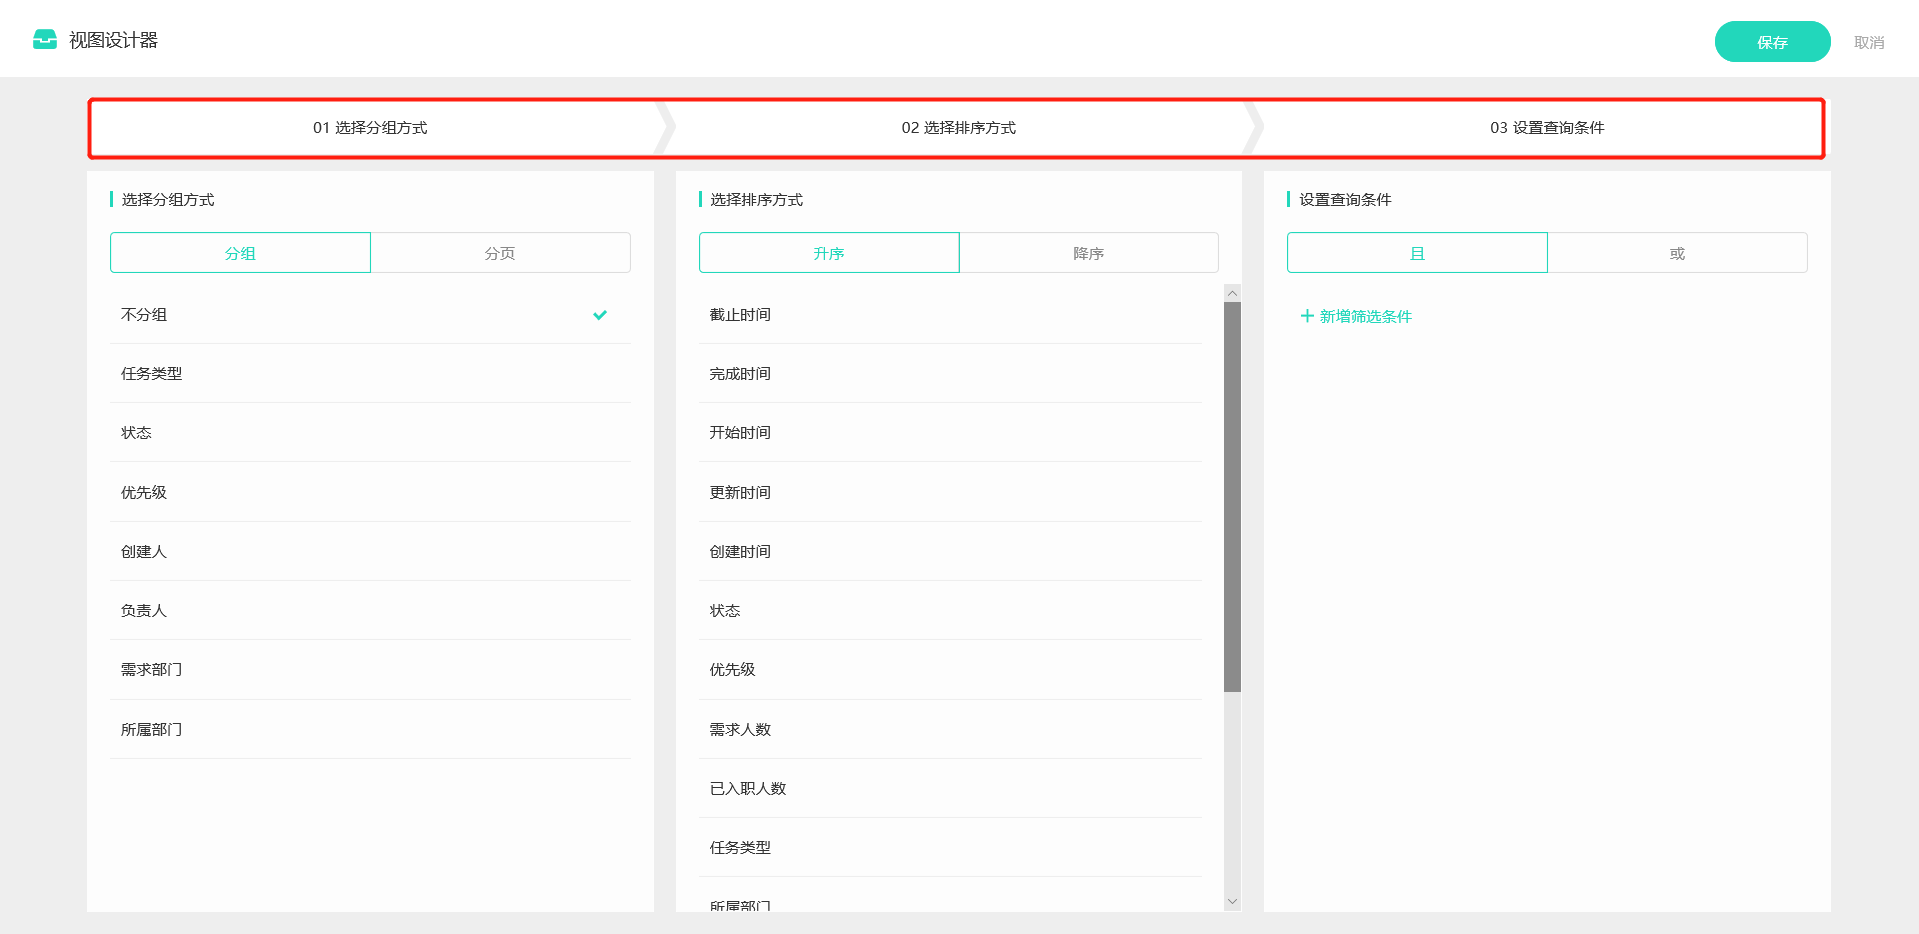 视图设计器
保存
取消
01 选择分组方式
02 选择排序方式
03 设置查询条件
选择分组方式
分组
分页
不分组
任务类型
状态
优先级
创建人
负责人
需求部门
所属部门
选择排序方式
升序
降序
截止时间
完成时间
开始时间
更新时间
创建时间
状态
优先级
需求人数
已入职人数
任务类型
所属部门
设置查询条件
且
或
+ 新增筛选条件